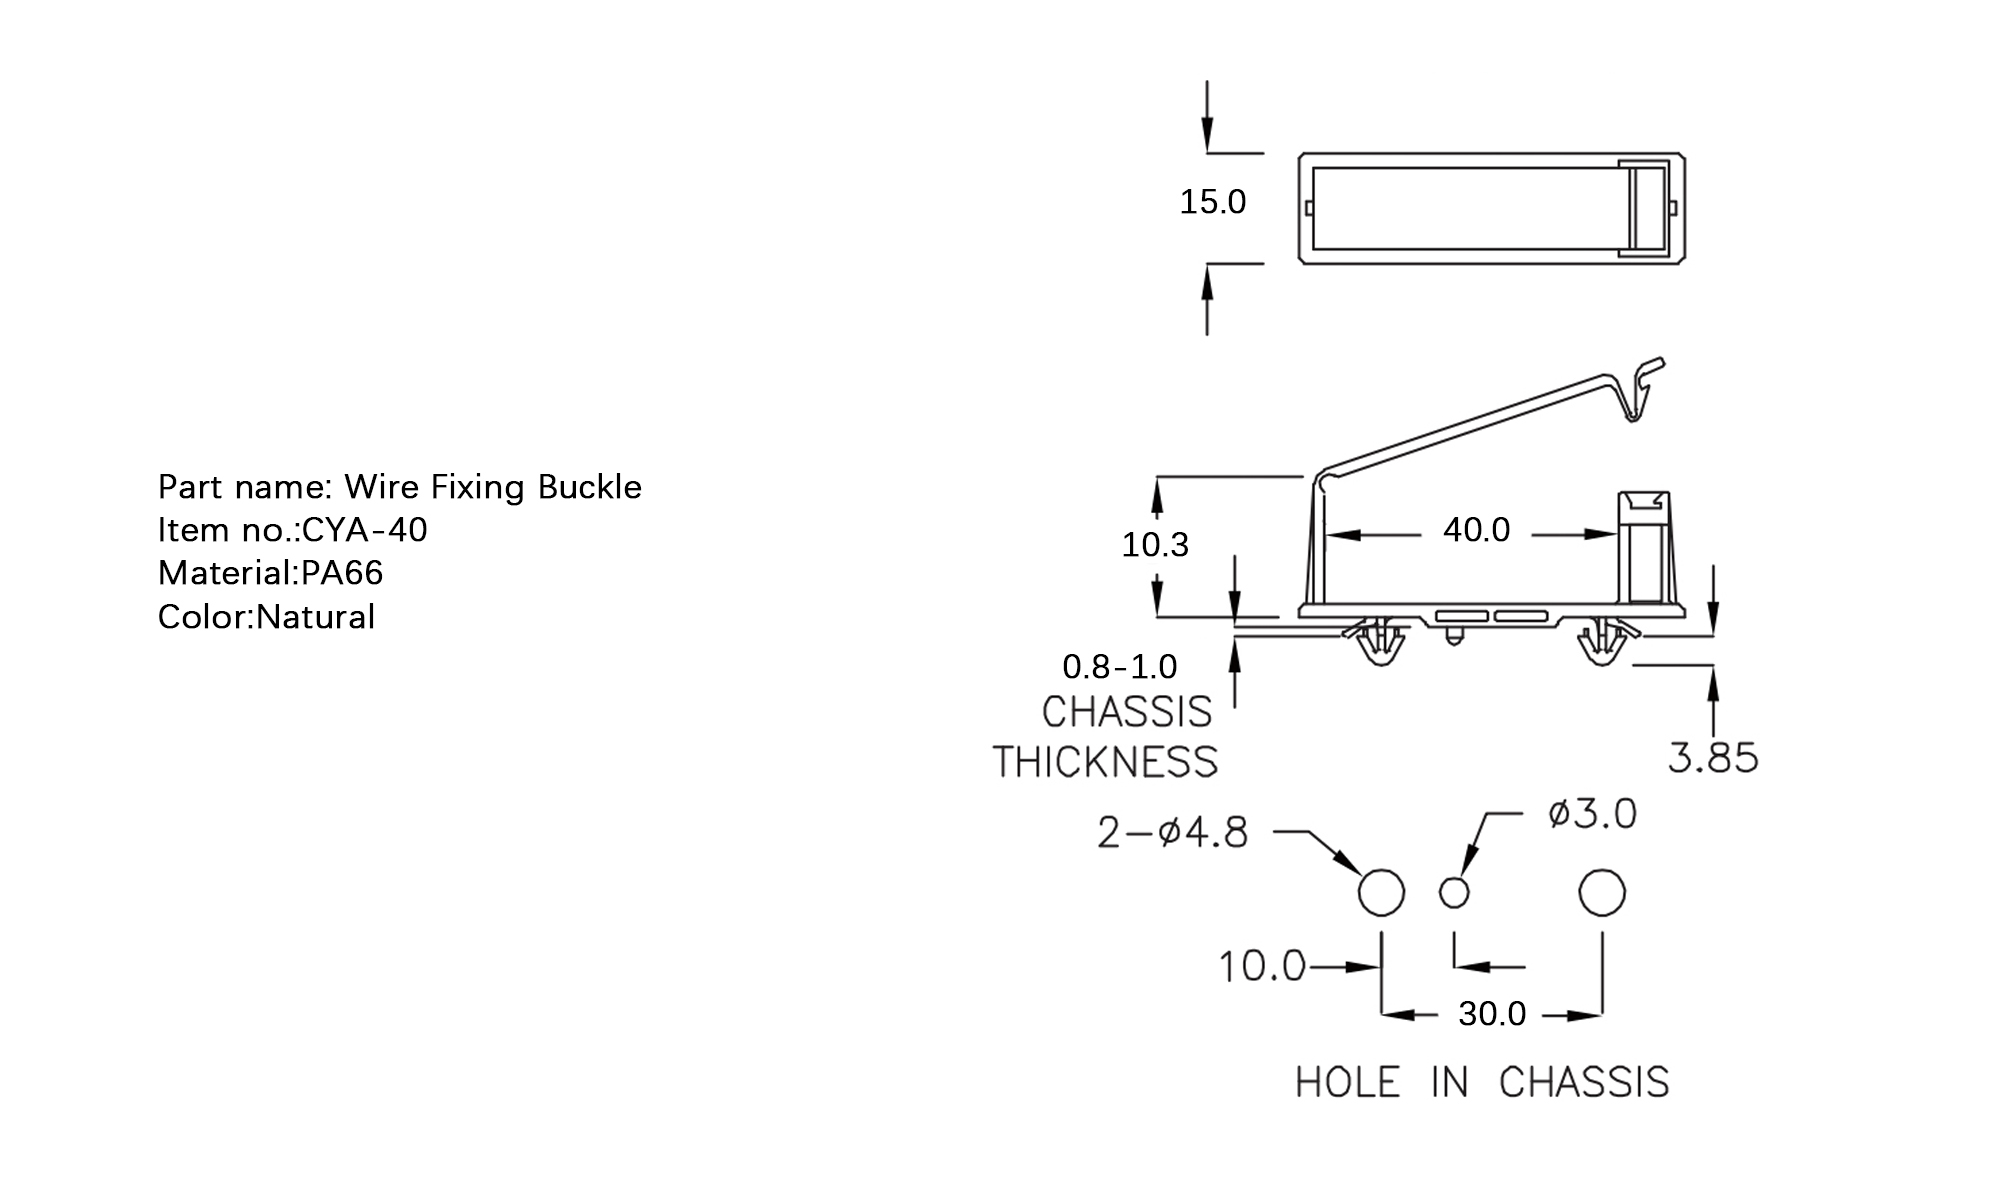 Part name: Wire Fixing Buckle
Item no.:CYA-40
Material:PA66
Color:Natural
15.0
10.3
40.0
0.8-1.0
CHASSIS
THICKNESS
3.85
2-ø4.8
ø3.0
10.0
30.0
HOLE IN CHASSIS